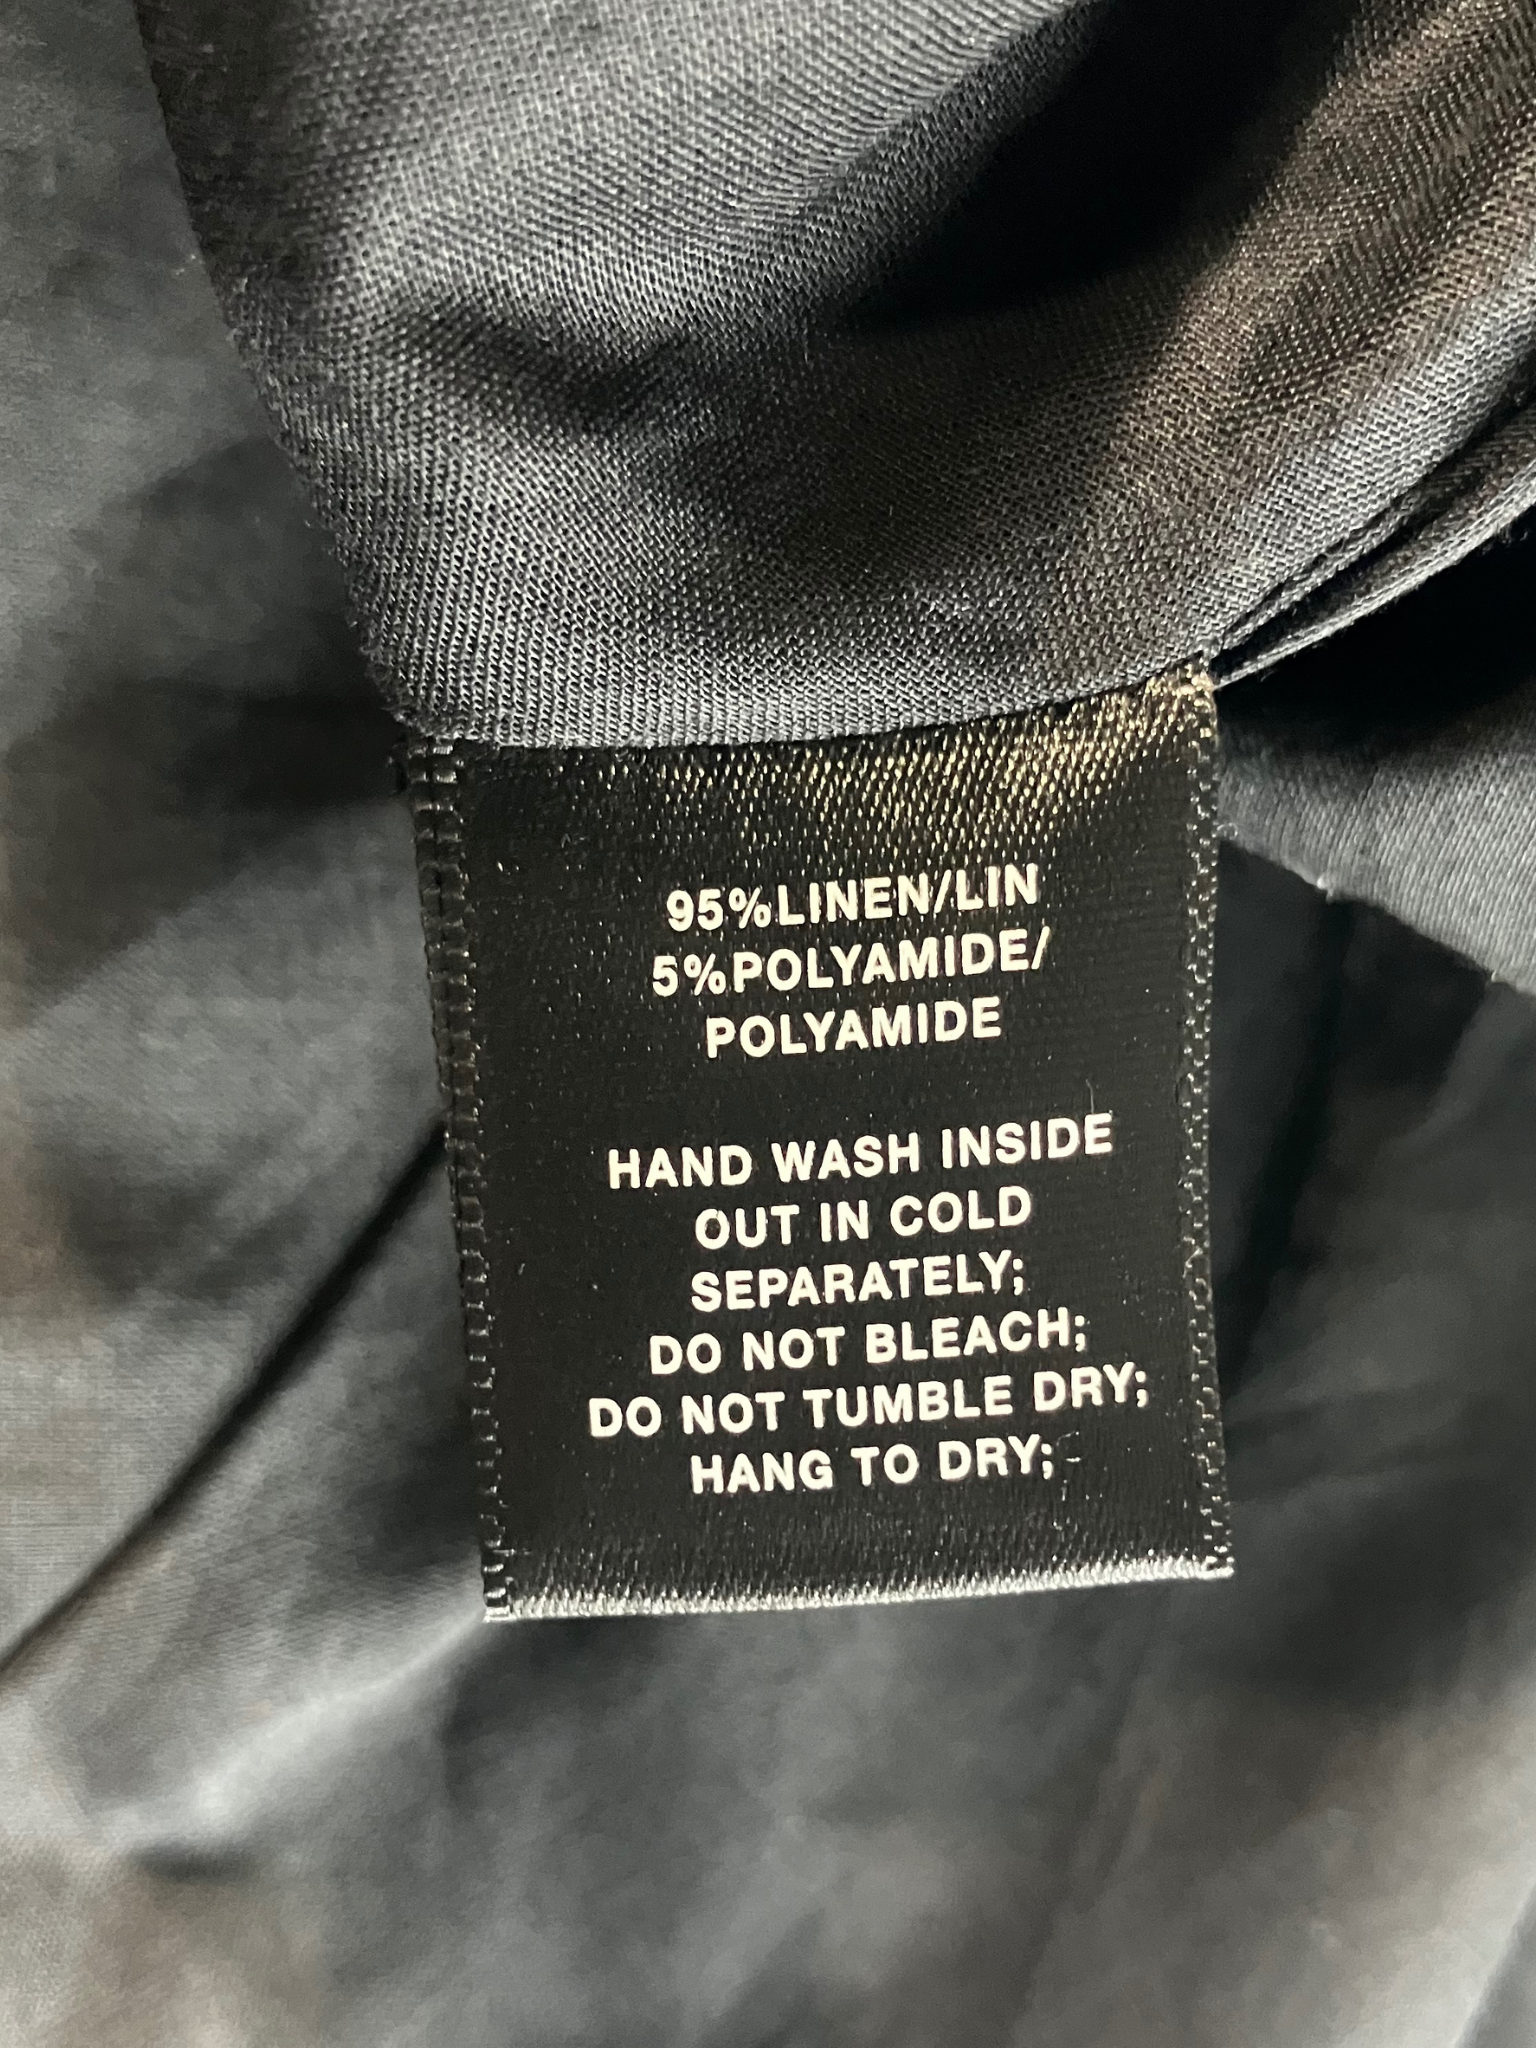 95%LINEN/LIN
5%POLYAMIDE/
POLYAMIDE
HAND WASH INSIDE
OUT IN COLD
SEPARATELY;
DO NOT BLEACH;
DO NOT TUMBLE DRY;
HANG TO DRY;